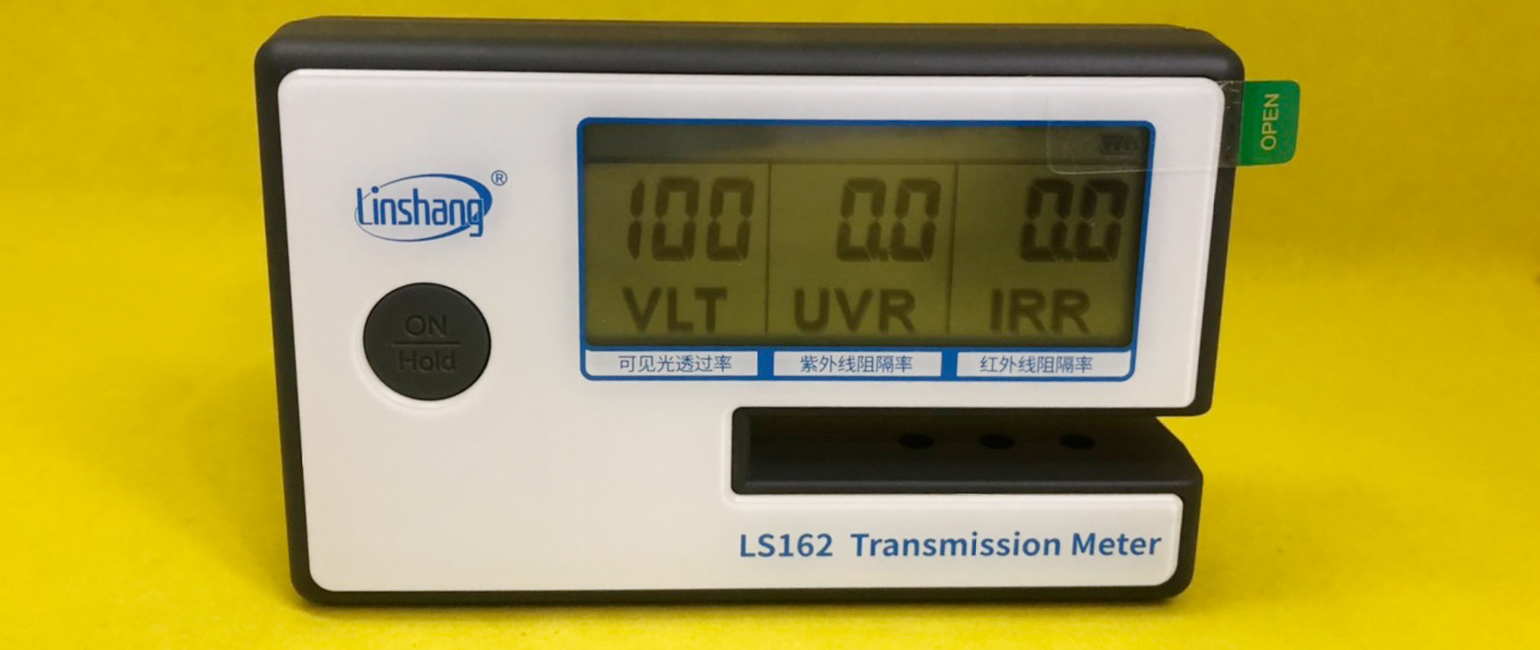 Linshang®
ON
Hold
100 0.0 0.0
VLT UVR IRR
可见光透过率 紫外线阻隔率 红外线阻隔率
OPEN
LS162 Transmission Meter